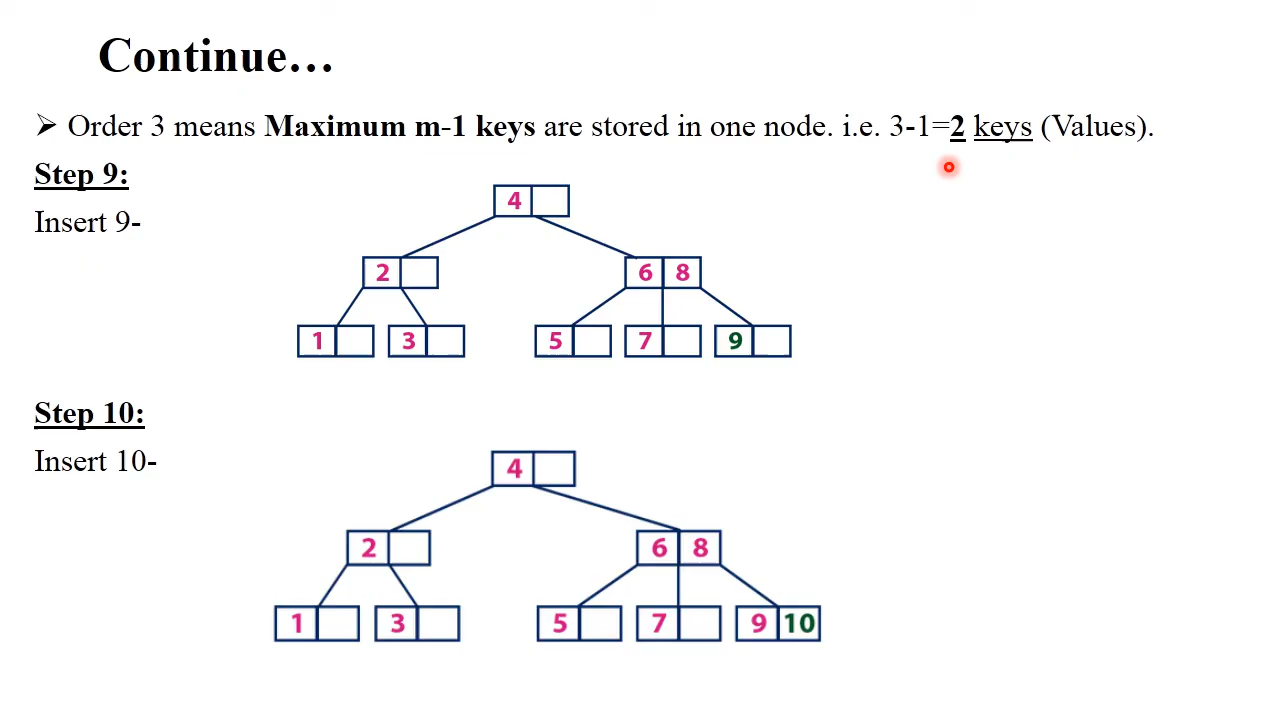 Continue…
➢ Order 3 means Maximum m-1 keys are stored in one node. i.e. 3-1=2 keys (Values).
Step 9:
Insert 9-
4
2 6 8
1 3 5 7 9
Step 10:
Insert 10-
4
2 6 8
1 3 5 7 9 10